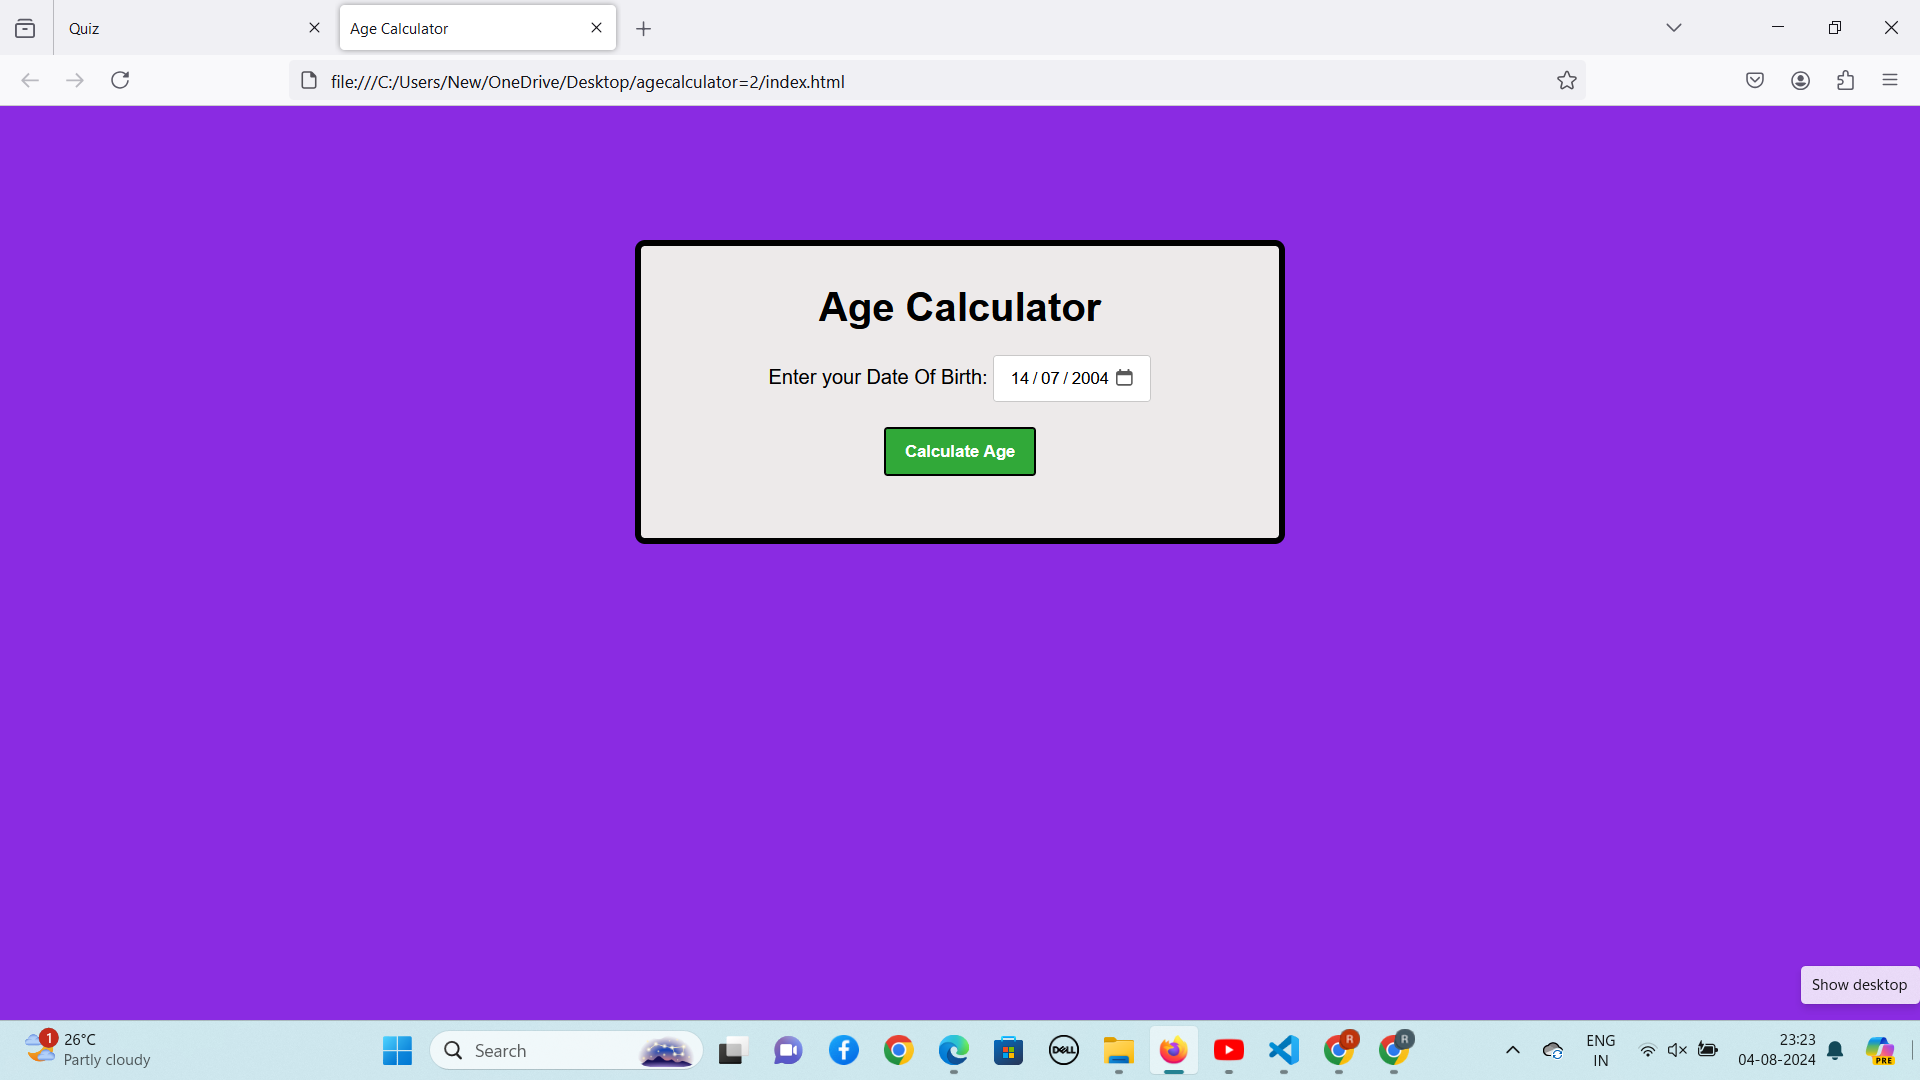 Quiz
Age Calculator
file:///C:/Users/New/OneDrive/Desktop/agecalculator=2/index.html
Age Calculator
Enter your Date Of Birth: 14 / 07 / 2004
Calculate Age
Show desktop
1
26°C
Partly cloudy
Search
DELL
R
R
ENG
IN
23:23
04-08-2024
PRE